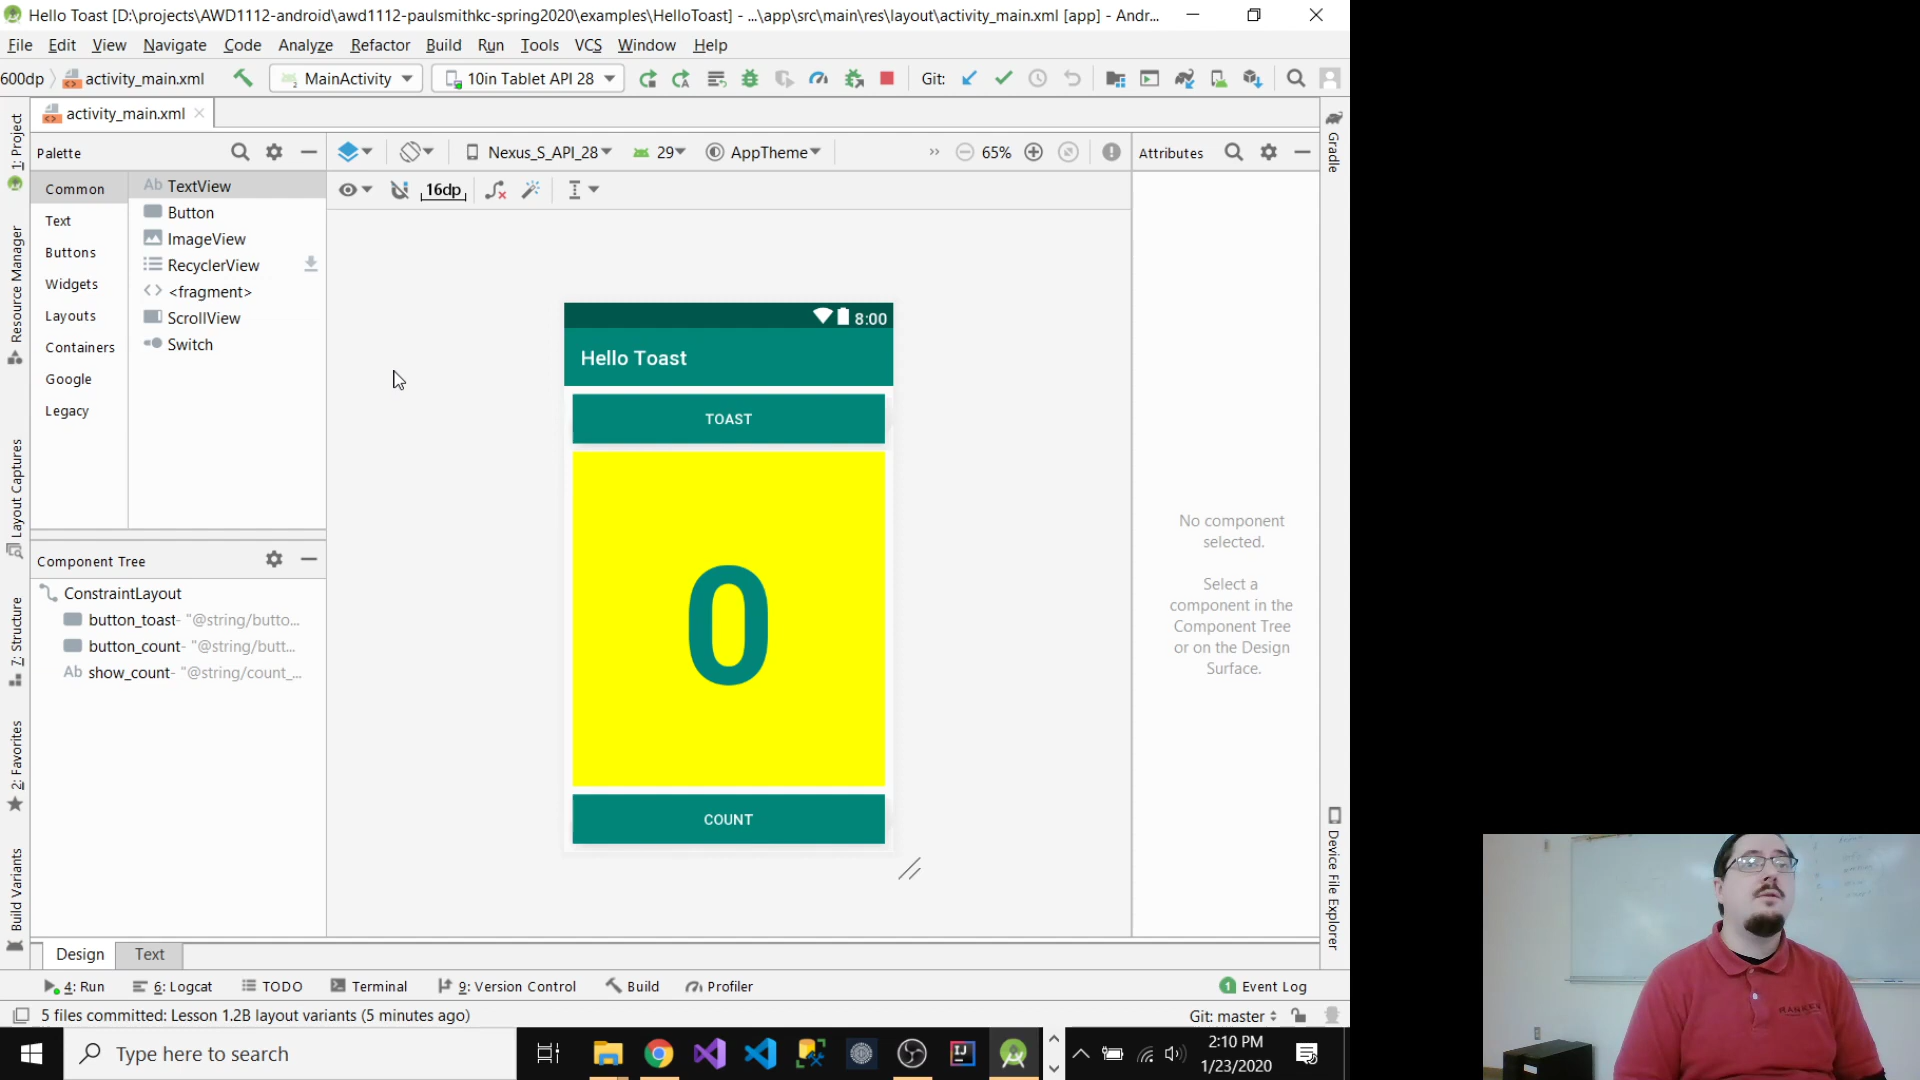 Hello Toast [D:\projects\AWD1112-android\awd1112-paulsmithkc-spring2020\examples\HelloToast] - ...\app\src\main\res\layout\activity_main.xml [app] - Andr...
File Edit View Navigate Code Analyze Refactor Build Run Tools VCS Window Help
600dp activity_main.xml MainActivity 10in Tablet API 28 Git:
activity_main.xml
Palette
Nexus_S_API_28 29 AppTheme 65%
Attributes
16dp
Common
Text
Buttons
Widgets
Layouts
Containers
Google
Legacy
Ab TextView
Button
ImageView
RecyclerView
<fragment>
ScrollView
Switch
8:00
Hello Toast
TOAST
0
COUNT
Component Tree
ConstraintLayout
button_toast- "@string/butto...
button_count- "@string/butt...
Ab show_count- "@string/count_...
No component
selected.
Select a
component in the
Component Tree
or on the Design
Surface.
1: Project
Resource Manager
Layout Captures
7: Structure
2: Favorites
Build Variants
Gradle
Device File Explorer
Design Text
4: Run 6: Logcat TODO Terminal 9: Version Control Build Profiler 1 Event Log
5 files committed: Lesson 1.2B layout variants (5 minutes ago)
Git: master
Type here to search
2:10 PM
1/23/2020